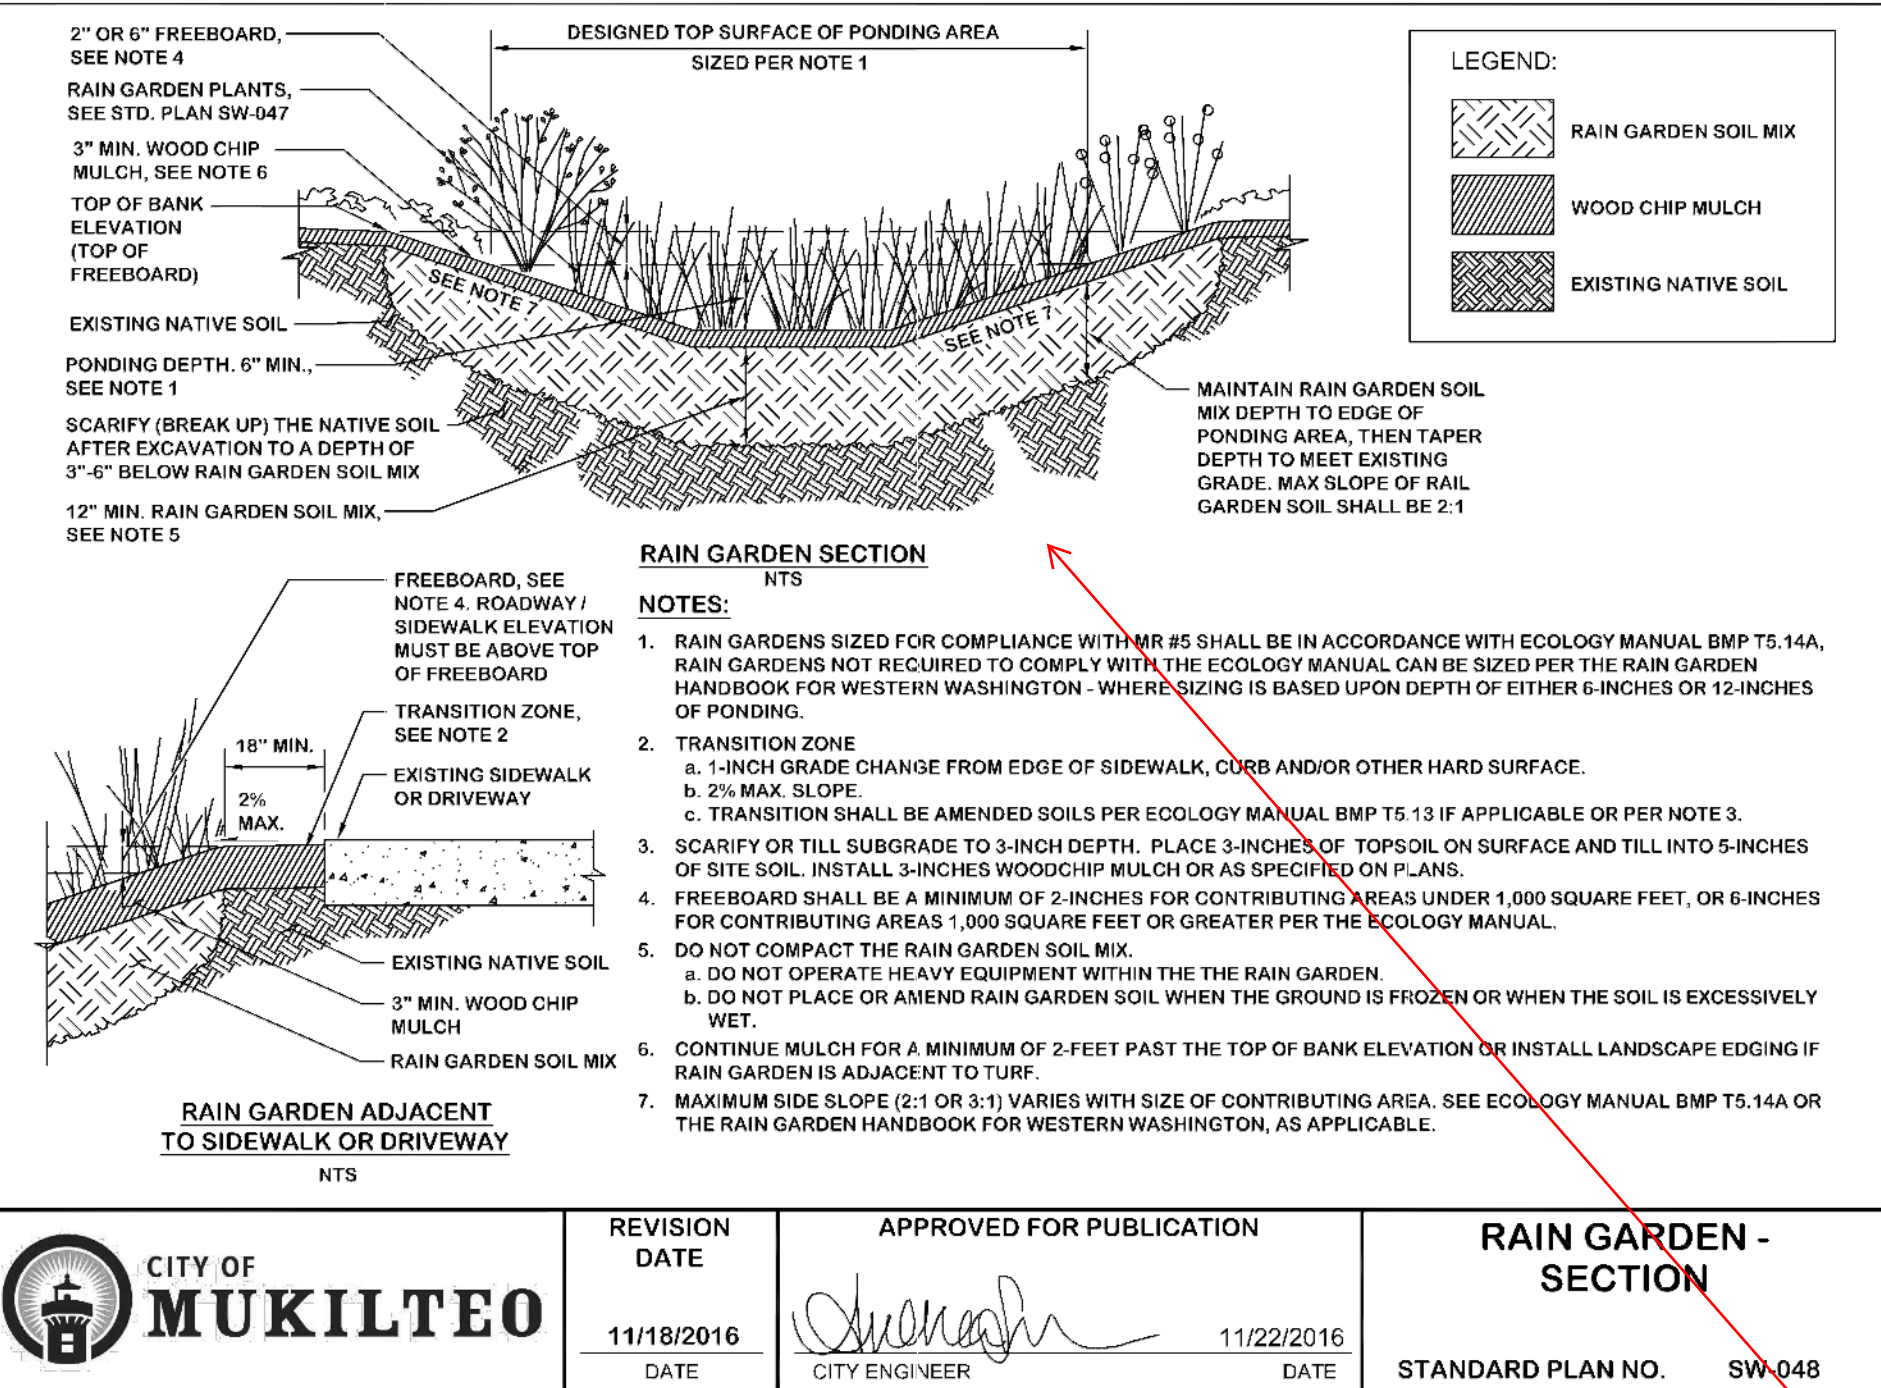 2" OR 6" FREEBOARD,
SEE NOTE 4
RAIN GARDEN PLANTS,
SEE STD. PLAN SW-047
3" MIN. WOOD CHIP
MULCH, SEE NOTE 6
TOP OF BANK
ELEVATION
(TOP OF
FREEBOARD)
EXISTING NATIVE SOIL
PONDING DEPTH. 6" MIN.,
SEE NOTE 1
SCARIFY (BREAK UP) THE NATIVE SOIL
AFTER EXCAVATION TO A DEPTH OF
3"-6" BELOW RAIN GARDEN SOIL MIX
12" MIN. RAIN GARDEN SOIL MIX,
SEE NOTE 5
DESIGNED TOP SURFACE OF PONDING AREA
SIZED PER NOTE 1
SEE NOTE 7
SEE NOTE 7
MAINTAIN RAIN GARDEN SOIL
MIX DEPTH TO EDGE OF
PONDING AREA, THEN TAPER
DEPTH TO MEET EXISTING
GRADE. MAX SLOPE OF RAIL
GARDEN SOIL SHALL BE 2:1
LEGEND:
RAIN GARDEN SOIL MIX
WOOD CHIP MULCH
EXISTING NATIVE SOIL
RAIN GARDEN SECTION
NTS
FREEBOARD, SEE
NOTE 4. ROADWAY /
SIDEWALK ELEVATION
MUST BE ABOVE TOP
OF FREEBOARD
TRANSITION ZONE,
SEE NOTE 2
18" MIN.
2%
MAX.
EXISTING SIDEWALK
OR DRIVEWAY
EXISTING NATIVE SOIL
3" MIN. WOOD CHIP
MULCH
RAIN GARDEN SOIL MIX
RAIN GARDEN ADJACENT
TO SIDEWALK OR DRIVEWAY
NTS
NOTES:
1. RAIN GARDENS SIZED FOR COMPLIANCE WITH MR #5 SHALL BE IN ACCORDANCE WITH ECOLOGY MANUAL BMP T5.14A,
RAIN GARDENS NOT REQUIRED TO COMPLY WITH THE ECOLOGY MANUAL CAN BE SIZED PER THE RAIN GARDEN
HANDBOOK FOR WESTERN WASHINGTON - WHERE SIZING IS BASED UPON DEPTH OF EITHER 6-INCHES OR 12-INCHES
OF PONDING.
2. TRANSITION ZONE
a. 1-INCH GRADE CHANGE FROM EDGE OF SIDEWALK, CURB AND/OR OTHER HARD SURFACE.
b. 2% MAX. SLOPE.
c. TRANSITION SHALL BE AMENDED SOILS PER ECOLOGY MANUAL BMP T5.13 IF APPLICABLE OR PER NOTE 3.
3. SCARIFY OR TILL SUBGRADE TO 3-INCH DEPTH. PLACE 3-INCHES OF TOPSOIL ON SURFACE AND TILL INTO 5-INCHES
OF SITE SOIL. INSTALL 3-INCHES WOODCHIP MULCH OR AS SPECIFIED ON PLANS.
4. FREEBOARD SHALL BE A MINIMUM OF 2-INCHES FOR CONTRIBUTING AREAS UNDER 1,000 SQUARE FEET, OR 6-INCHES
FOR CONTRIBUTING AREAS 1,000 SQUARE FEET OR GREATER PER THE ECOLOGY MANUAL.
5. DO NOT COMPACT THE RAIN GARDEN SOIL MIX.
a. DO NOT OPERATE HEAVY EQUIPMENT WITHIN THE THE RAIN GARDEN.
b. DO NOT PLACE OR AMEND RAIN GARDEN SOIL WHEN THE GROUND IS FROZEN OR WHEN THE SOIL IS EXCESSIVELY
WET.
6. CONTINUE MULCH FOR A MINIMUM OF 2-FEET PAST THE TOP OF BANK ELEVATION OR INSTALL LANDSCAPE EDGING IF
RAIN GARDEN IS ADJACENT TO TURF.
7. MAXIMUM SIDE SLOPE (2:1 OR 3:1) VARIES WITH SIZE OF CONTRIBUTING AREA. SEE ECOLOGY MANUAL BMP T5.14A OR
THE RAIN GARDEN HANDBOOK FOR WESTERN WASHINGTON, AS APPLICABLE.
CITY OF
MUKILTEO
REVISION
DATE
11/18/2016
DATE
APPROVED FOR PUBLICATION
11/22/2016
CITY ENGINEER
DATE
RAIN GARDEN -
SECTION
STANDARD PLAN NO. SW-048